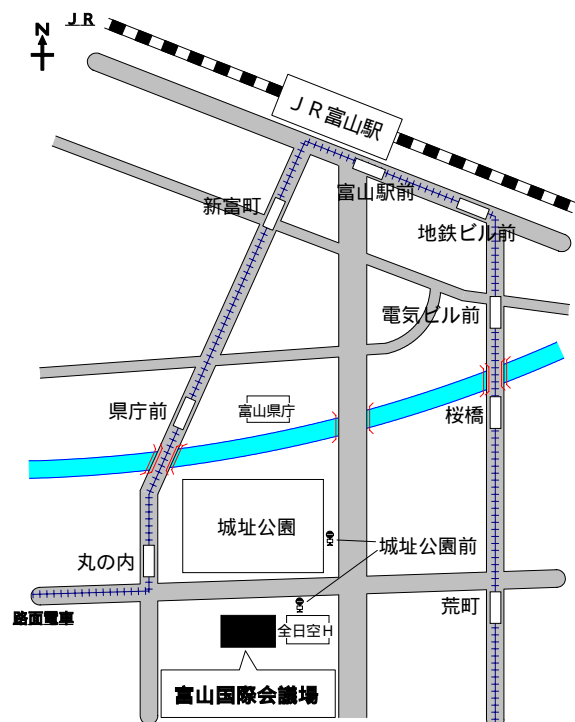 ＪＲ
N
ＪＲ富山駅
富山駅前
新富町
地鉄ビル前
電気ビル前
県庁前
富山県庁
桜橋
城址公園
城址公園前
丸の内
荒町
路面電車
全日空Ｈ
富山国際会議場